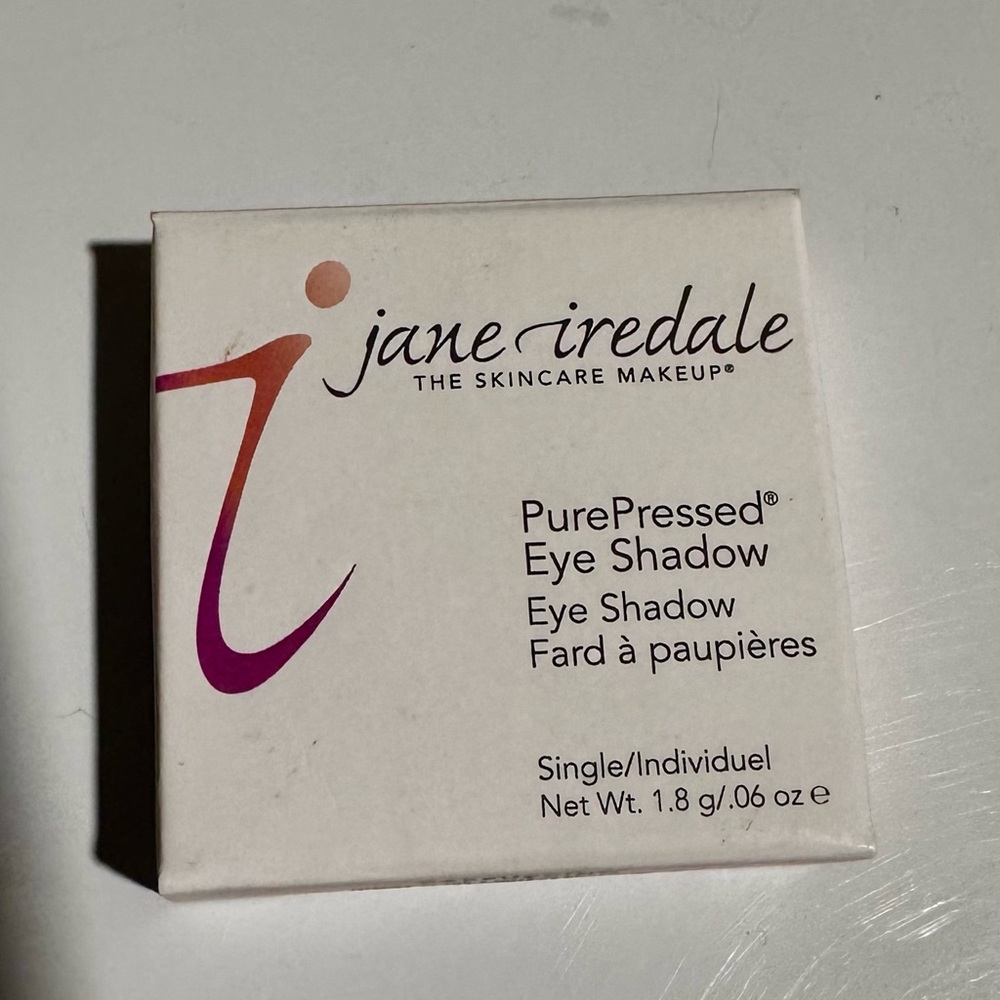 jane iredale
THE SKINCARE MAKEUP®
PurePressed®
Eye Shadow
Eye Shadow
Fard à paupières
Single/Individuel
Net Wt. 1.8 g/.06 oz ℮